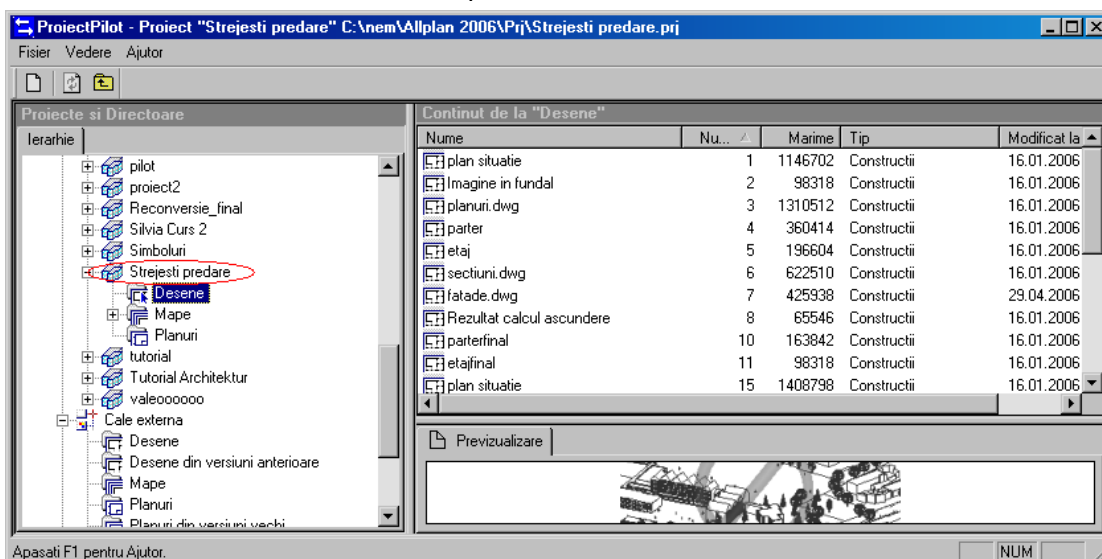 ProiectPilot - Proiect "Strejesti predare" C:\nem\Allplan 2006\Prj\Strejesti predare.prj
Fisier Vedere Ajutor
Proiecte si Directoare
Ierarhie
pilot
proiect2
Reconversie_final
Silvia Curs 2
Simboluri
Strejesti predare
Desene
Mape
Planuri
tutorial
Tutorial Architektur
valeoooooo
Cale externa
Desene
Desene din versiuni anterioare
Mape
Planuri
Planuri din versiuni vechi
Continut de la "Desene"
Nume Nu... Marime Tip Modificat la
plan situatie 1 1146702 Constructii 16.01.2006
Imagine in fundal 2 98318 Constructii 16.01.2006
planuri.dwg 3 1310512 Constructii 16.01.2006
parter 4 360414 Constructii 16.01.2006
etaj 5 196604 Constructii 16.01.2006
sectiuni.dwg 6 622510 Constructii 16.01.2006
fatade.dwg 7 425938 Constructii 29.04.2006
Rezultat calcul ascundere 8 65546 Constructii 16.01.2006
parterfinal 10 163842 Constructii 16.01.2006
etajfinal 11 98318 Constructii 16.01.2006
plan situatie 15 1408798 Constructii 16.01.2006
Previzualizare
Apasati F1 pentru Ajutor.
NUM